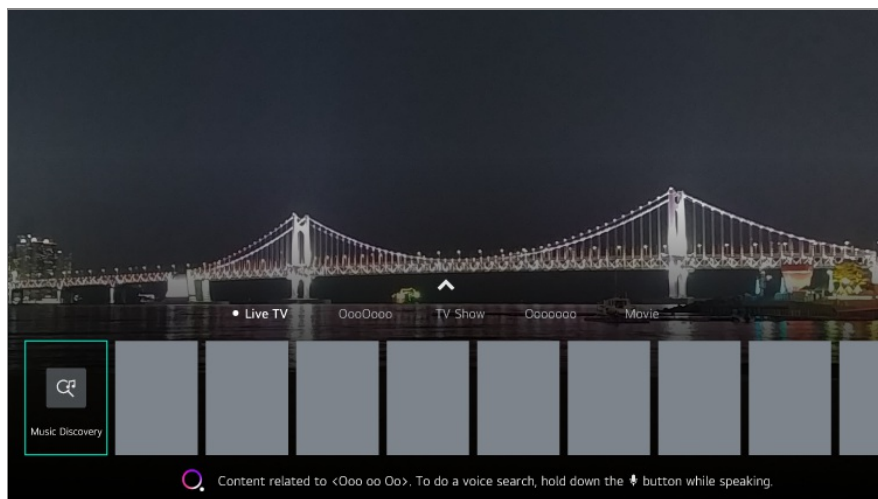 Live TV
OooOooo
TV Show
Ooooooo
Movie
Music Discovery
Content related to <Ooo oo Oo>. To do a voice search, hold down the button while speaking.